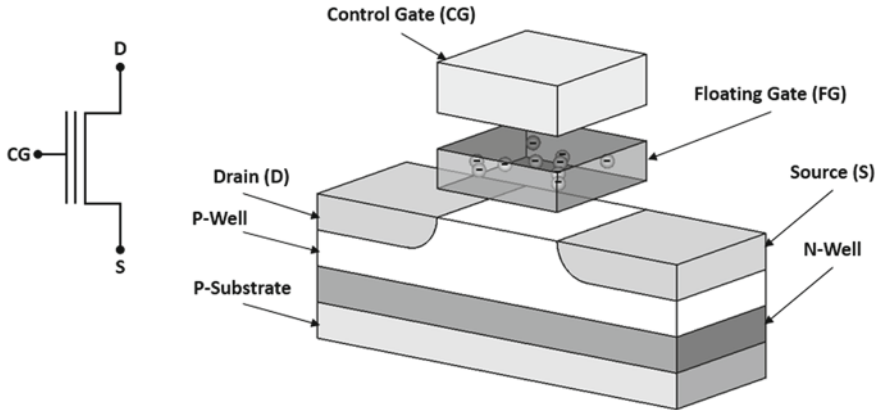 Control Gate (CG)
D
Floating Gate (FG)
CG
Drain (D)
Source (S)
P-Well
N-Well
S
P-Substrate